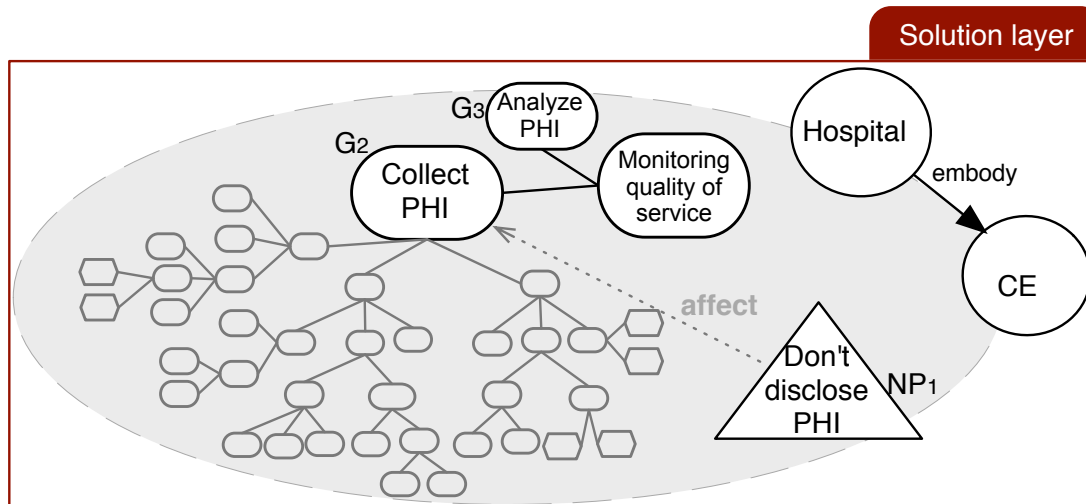 Solution layer
G3
Analyze
PHI
Hospital
G2
Collect
PHI
Monitoring
quality of
service
embody
CE
affect
Don't
disclose
PHI
NP1